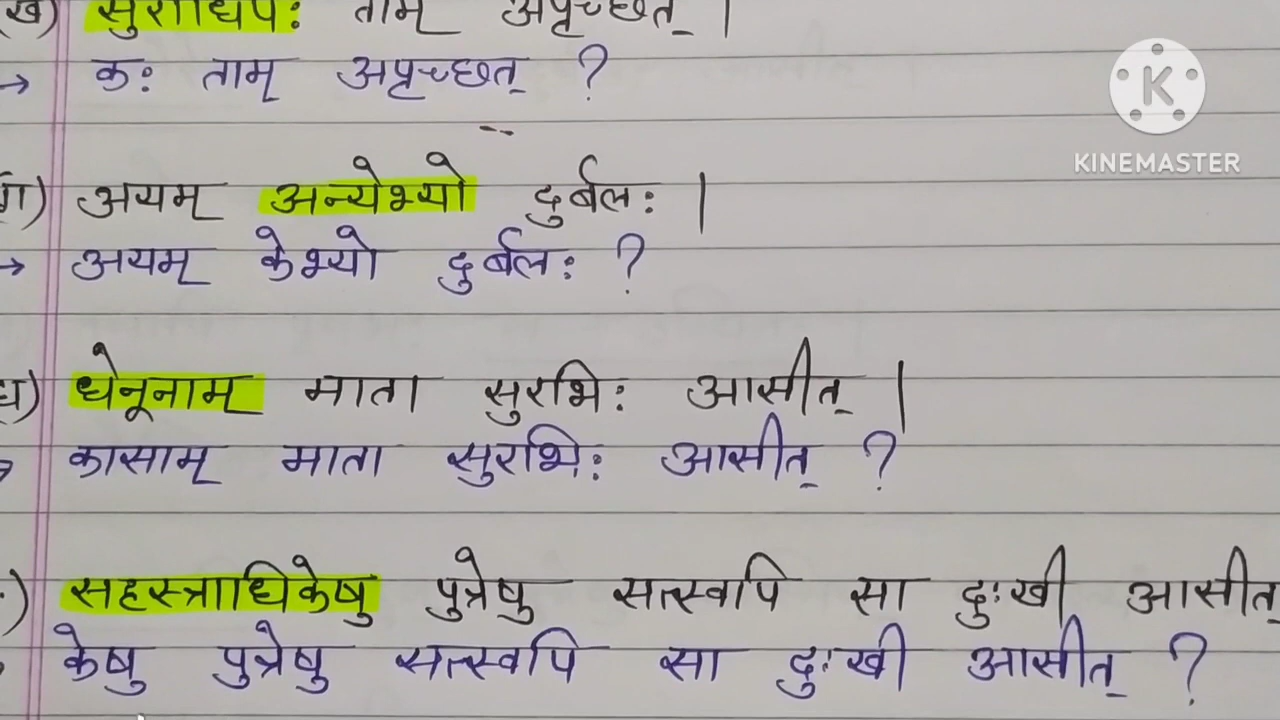 ख) सुराधिपः ताम् अपृच्छत् |
→ कः ताम् अपृच्छत् ?
K
KINEMASTER
ग) अयम् अन्येभ्यो दुर्बलः |
→ अयम् केभ्यो दुर्बलः ?
घ) धेनूनाम् माता सुरभिः आसीत् |
→ कासाम् माता सुरभिः आसीत् ?
) सहस्त्राधिकेषु पुत्रेषु सत्स्वपि सा दुःखी आसीत्
केषु पुत्रेषु सत्स्वपि सा दुःखी आसीत् ?